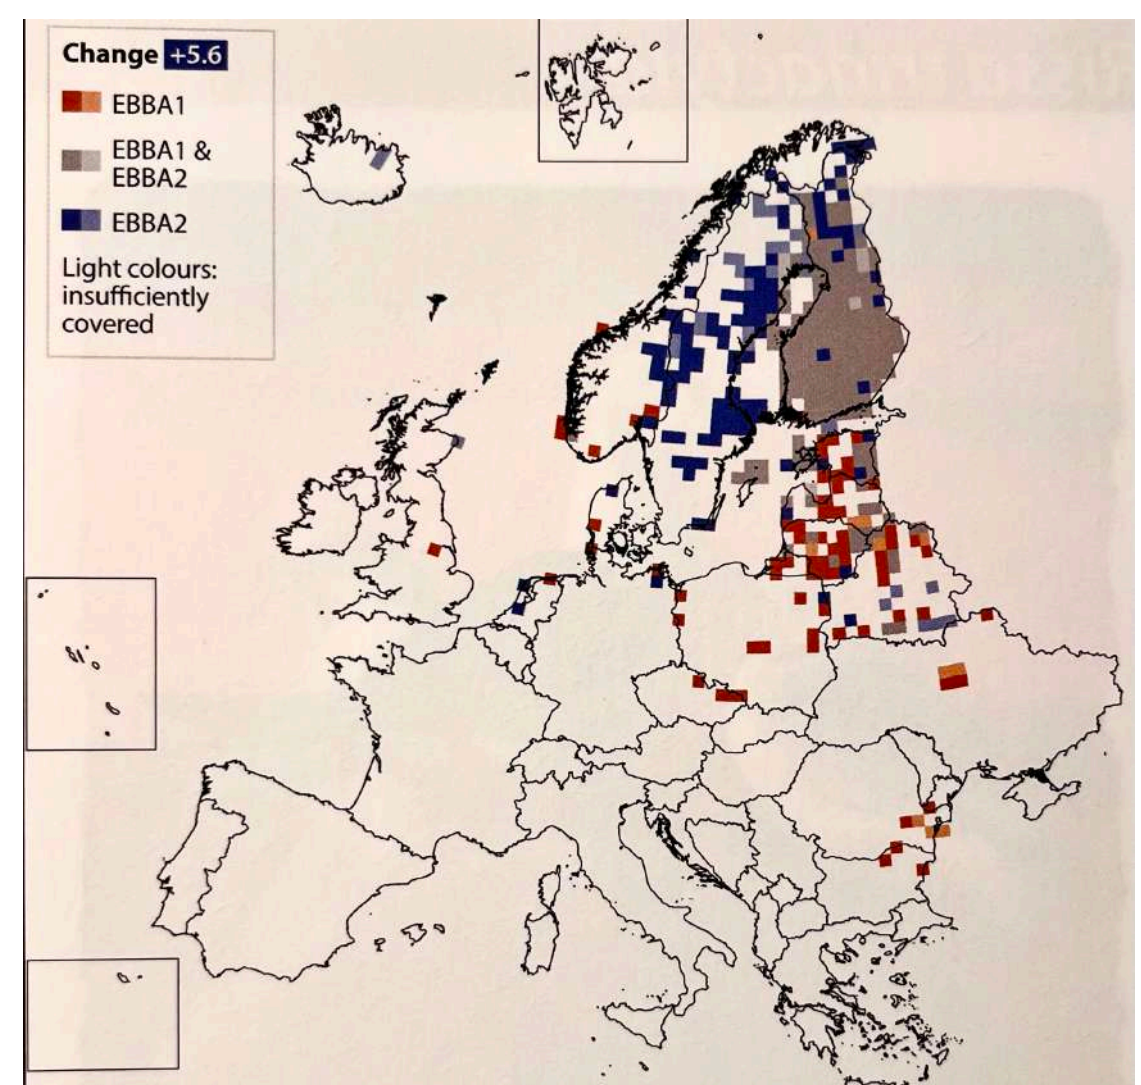 Change +5.6
EBBA1
EBBA1 &
EBBA2
EBBA2
Light colours:
insufficiently
covered